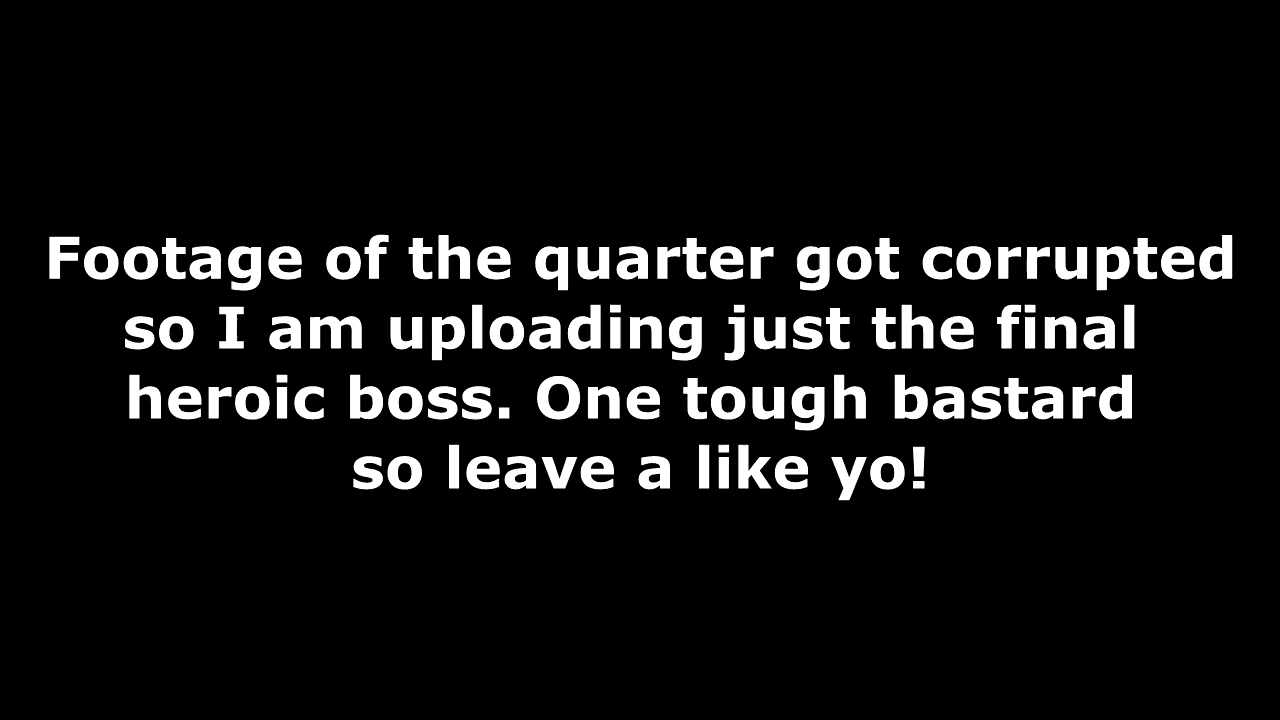 Footage of the quarter got corrupted
so I am uploading just the final
heroic boss. One tough bastard
so leave a like yo!